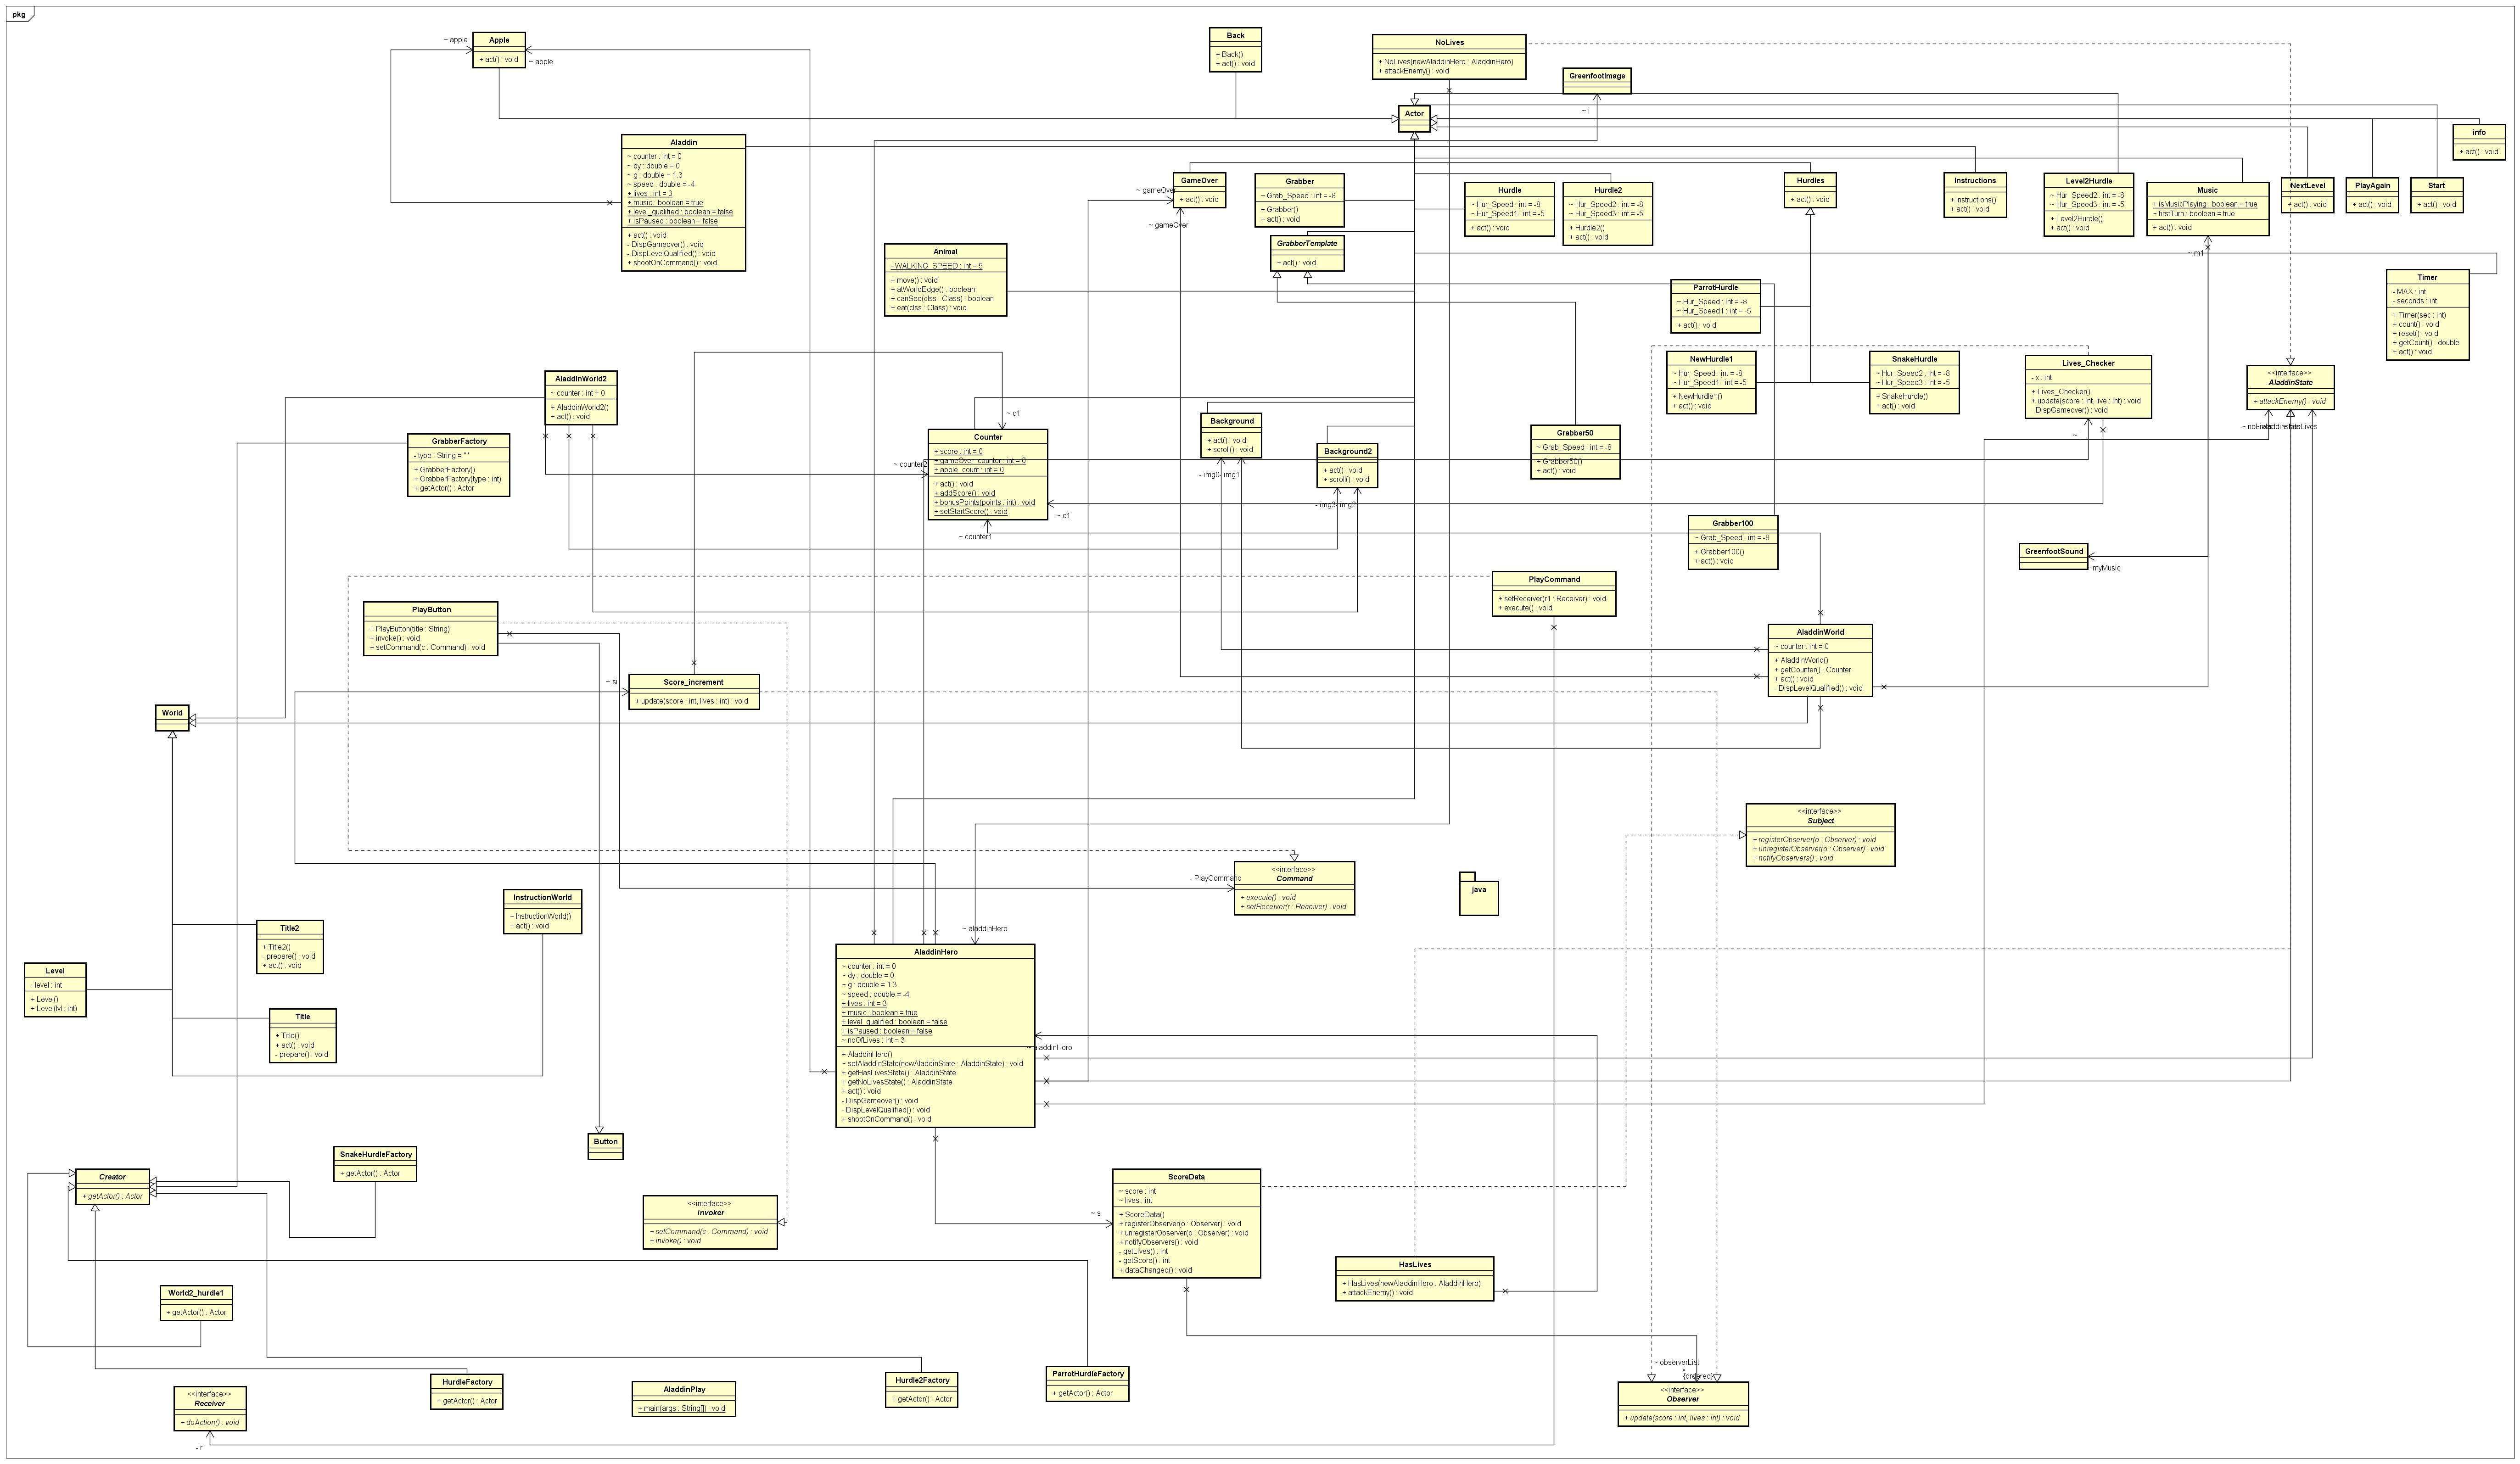 pkg
Apple
+ act() : void
~ apple
~ apple
Back
+ Back()
+ act() : void
NoLives
+ NoLives(newAladdinHero : AladdinHero)
+ attackEnemy() : void
GreenfootImage
~ i
Actor
info
+ act() : void
Aladdin
~ counter : int = 0
~ dy : double = 0
~ g : double = 1.3
~ speed : double = -4
+ lives : int = 3
+ music : boolean = true
+ level_qualified : boolean = false
+ isPaused : boolean = false
+ act() : void
- DispGameover() : void
- DispLevelQualified() : void
+ shootOnCommand() : void
GameOver
+ act() : void
~ gameOver
~ gameOver
Grabber
~ Grab_Speed : int = -8
+ Grabber()
+ act() : void
Hurdle
~ Hur_Speed : int = -8
~ Hur_Speed1 : int = -5
+ act() : void
Hurdle2
~ Hur_Speed2 : int = -8
~ Hur_Speed3 : int = -5
+ Hurdle2()
+ act() : void
Hurdles
+ act() : void
Instructions
+ Instructions()
+ act() : void
Level2Hurdle
~ Hur_Speed2 : int = -8
~ Hur_Speed3 : int = -5
+ Level2Hurdle()
+ act() : void
Music
+ isMusicPlaying : boolean = true
~ firstTurn : boolean = true
+ act() : void
~ m1
NextLevel
+ act() : void
PlayAgain
+ act() : void
Start
+ act() : void
GrabberTemplate
+ act() : void
Animal
- WALKING_SPEED : int = 5
+ move() : void
+ atWorldEdge() : boolean
+ canSee(clss : Class) : boolean
+ eat(clss : Class) : void
ParrotHurdle
~ Hur_Speed : int = -8
~ Hur_Speed1 : int = -5
+ act() : void
Timer
- MAX : int
- seconds : int
+ Timer(sec : int)
+ count() : void
+ reset() : void
+ getCount() : double
+ act() : void
NewHurdle1
~ Hur_Speed : int = -8
~ Hur_Speed1 : int = -5
+ NewHurdle1()
+ act() : void
SnakeHurdle
~ Hur_Speed2 : int = -8
~ Hur_Speed3 : int = -5
+ SnakeHurdle()
+ act() : void
Lives_Checker
- x : int
+ Lives_Checker()
+ update(score : int, live : int) : void
- DispGameover() : void
~ l
<<interface>>
AladdinState
+ attackEnemy() : void
AladdinWorld2
~ counter : int = 0
+ AladdinWorld2()
+ act() : void
GrabberFactory
- type : String = ""
+ GrabberFactory()
+ GrabberFactory(type : int)
+ getActor() : Actor
~ c1
Counter
+ score : int = 0
+ gameOver_counter : int = 0
+ apple_count : int = 0
+ act() : void
+ addScore() : void
+ bonusPoints(points : int) : void
+ setStartScore() : void
~ counter2
~ c1
~ counter1
Background
+ act() : void
+ scroll() : void
- img0
- img1
Background2
+ act() : void
+ scroll() : void
- img3
- img2
Grabber50
~ Grab_Speed : int = -8
+ Grabber50()
+ act() : void
Grabber100
~ Grab_Speed : int = -8
+ Grabber100()
+ act() : void
GreenfootSound
~ myMusic
PlayCommand
+ setReceiver(r1 : Receiver) : void
+ execute() : void
PlayButton
+ PlayButton(title : String)
+ invoke() : void
+ setCommand(c : Command) : void
AladdinWorld
~ counter : int = 0
+ AladdinWorld()
+ getCounter() : Counter
+ act() : void
- DispLevelQualified() : void
~ si
Score_increment
+ update(score : int, lives : int) : void
World
<<interface>>
Subject
+ registerObserver(o : Observer) : void
+ unregisterObserver(o : Observer) : void
+ notifyObservers() : void
- PlayCommand
<<interface>>
Command
+ execute() : void
+ setReceiver(r : Receiver) : void
java
InstructionWorld
+ InstructionWorld()
+ act() : void
Title2
+ Title2()
- prepare() : void
+ act() : void
~ aladdinHero
AladdinHero
~ counter : int = 0
~ dy : double = 0
~ g : double = 1.3
~ speed : double = -4
+ lives : int = 3
+ music : boolean = true
+ level_qualified : boolean = false
+ isPaused : boolean = false
~ noOfLives : int = 3
+ AladdinHero()
~ setAladdinState(newAladdinState : AladdinState) : void
+ getHasLivesState() : AladdinState
+ getNoLivesState() : AladdinState
+ act() : void
- DispGameover() : void
- DispLevelQualified() : void
+ shootOnCommand() : void
~ aladdinHero
Level
- level : int
+ Level()
+ Level(lvl : int)
Title
+ Title()
+ act() : void
- prepare() : void
Button
SnakeHurdleFactory
+ getActor() : Actor
Creator
+ getActor() : Actor
<<interface>>
Invoker
+ setCommand(c : Command) : void
+ invoke() : void
~ s
ScoreData
~ score : int
~ lives : int
+ ScoreData()
+ registerObserver(o : Observer) : void
+ unregisterObserver(o : Observer) : void
+ notifyObservers() : void
- getLives() : int
- getScore() : int
+ dataChanged() : void
HasLives
+ HasLives(newAladdinHero : AladdinHero)
+ attackEnemy() : void
World2_hurdle1
+ getActor() : Actor
HurdleFactory
+ getActor() : Actor
AladdinPlay
+ main(args : String[]) : void
Hurdle2Factory
+ getActor() : Actor
ParrotHurdleFactory
+ getActor() : Actor
<<interface>>
Receiver
+ doAction() : void
- r
~ observerList
*
{ordered}
<<interface>>
Observer
+ update(score : int, lives : int) : void